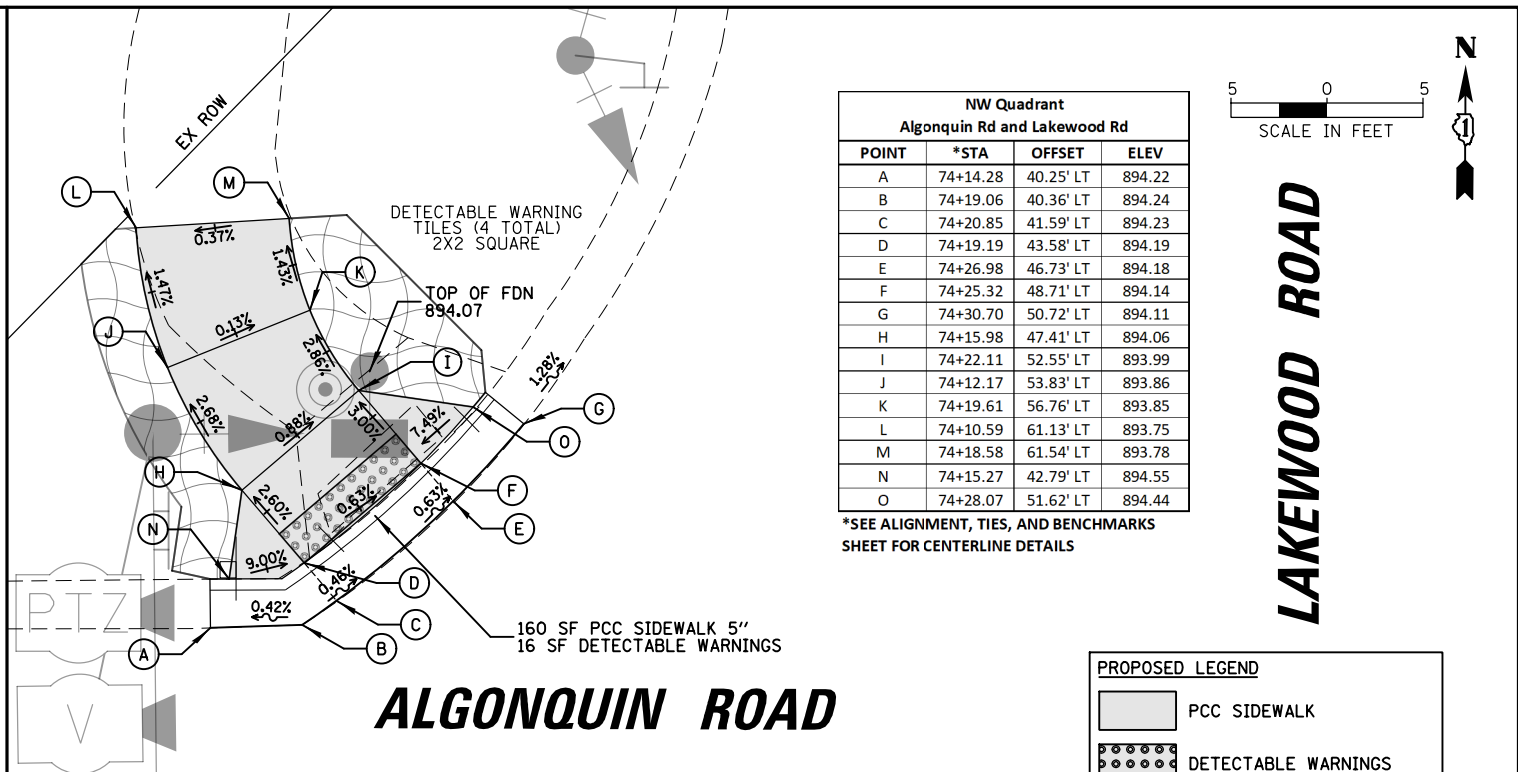 EX ROW
N
5 0 5
SCALE IN FEET
1
L
M
DETECTABLE WARNING
TILES (4 TOTAL)
2X2 SQUARE
0.37%
1.47%
1.43%
K
TOP OF FDN
894.07
J
0.13%
2.86%
I
1.28%
2.68%
0.88%
3.00%
7.49%
G
O
H
2.60%
0.63%
0.63%
F
E
N
9.00%
0.46%
D
0.42%
C
A
B
PTZ
V
160 SF PCC SIDEWALK 5"
16 SF DETECTABLE WARNINGS
ALGONQUIN ROAD
LAKEWOOD ROAD
NW Quadrant
Algonquin Rd and Lakewood Rd
POINT *STA OFFSET ELEV
A 74+14.28 40.25' LT 894.22
B 74+19.06 40.36' LT 894.24
C 74+20.85 41.59' LT 894.23
D 74+19.19 43.58' LT 894.19
E 74+26.98 46.73' LT 894.18
F 74+25.32 48.71' LT 894.14
G 74+30.70 50.72' LT 894.11
H 74+15.98 47.41' LT 894.06
I 74+22.11 52.55' LT 893.99
J 74+12.17 53.83' LT 893.86
K 74+19.61 56.76' LT 893.85
L 74+10.59 61.13' LT 893.75
M 74+18.58 61.54' LT 893.78
N 74+15.27 42.79' LT 894.55
O 74+28.07 51.62' LT 894.44
*SEE ALIGNMENT, TIES, AND BENCHMARKS
SHEET FOR CENTERLINE DETAILS
PROPOSED LEGEND
PCC SIDEWALK
DETECTABLE WARNINGS